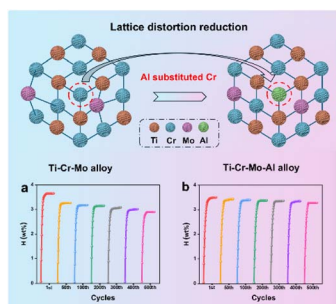 Lattice distortion reduction
Al substituted Cr
Ti Cr Mo Al
Ti-Cr-Mo alloy
Ti-Cr-Mo-Al alloy
a
4
3
2
1
0
H (wt%)
1st 50th 100th 200th 300th 400th 500th
Cycles
b
4
3
2
1
0
H (wt%)
1st 50th 100th 200th 300th 400th 500th
Cycles